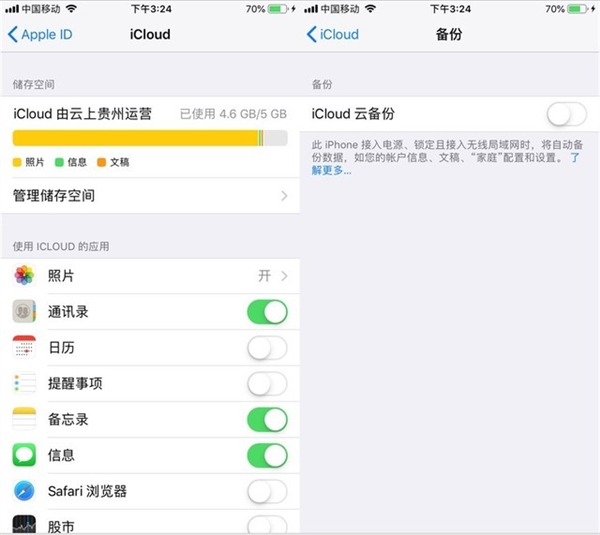 中国移动 下午3:24 70%
Apple ID iCloud
储存空间
iCloud 由云上贵州运营 已使用 4.6 GB/5 GB
照片 信息 文稿
管理储存空间
使用 ICLOUD 的应用
照片 开
通讯录
日历
提醒事项
备忘录
信息
Safari 浏览器
股市
中国移动 下午3:24 70%
iCloud 备份
备份
iCloud 云备份
此 iPhone 接入电源、锁定且接入无线局域网时，将自动备
份数据，如您的帐户信息、文稿、“家庭”配置和设置。 了
解更多...